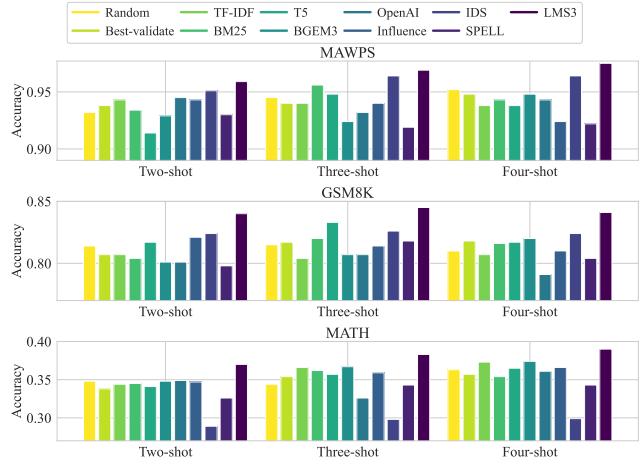 Random TF-IDF T5 OpenAI IDS LMS3
Best-validate BM25 BGEM3 Influence SPELL
MAWPS
Accuracy
0.95
0.90
Two-shot Three-shot Four-shot
GSM8K
Accuracy
0.85
0.80
Two-shot Three-shot Four-shot
MATH
Accuracy
0.40
0.35
0.30
Two-shot Three-shot Four-shot